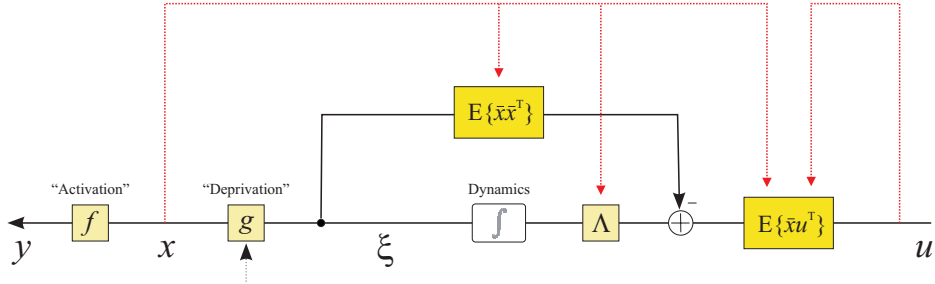 E{x̄x̄ᵀ}
“Activation” “Deprivation” Dynamics
f g ∫ Λ − E{x̄uᵀ}
y x ξ u